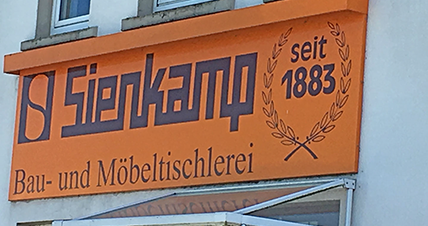 S Sienkamp
seit
1883
Bau- und Möbeltischlerei